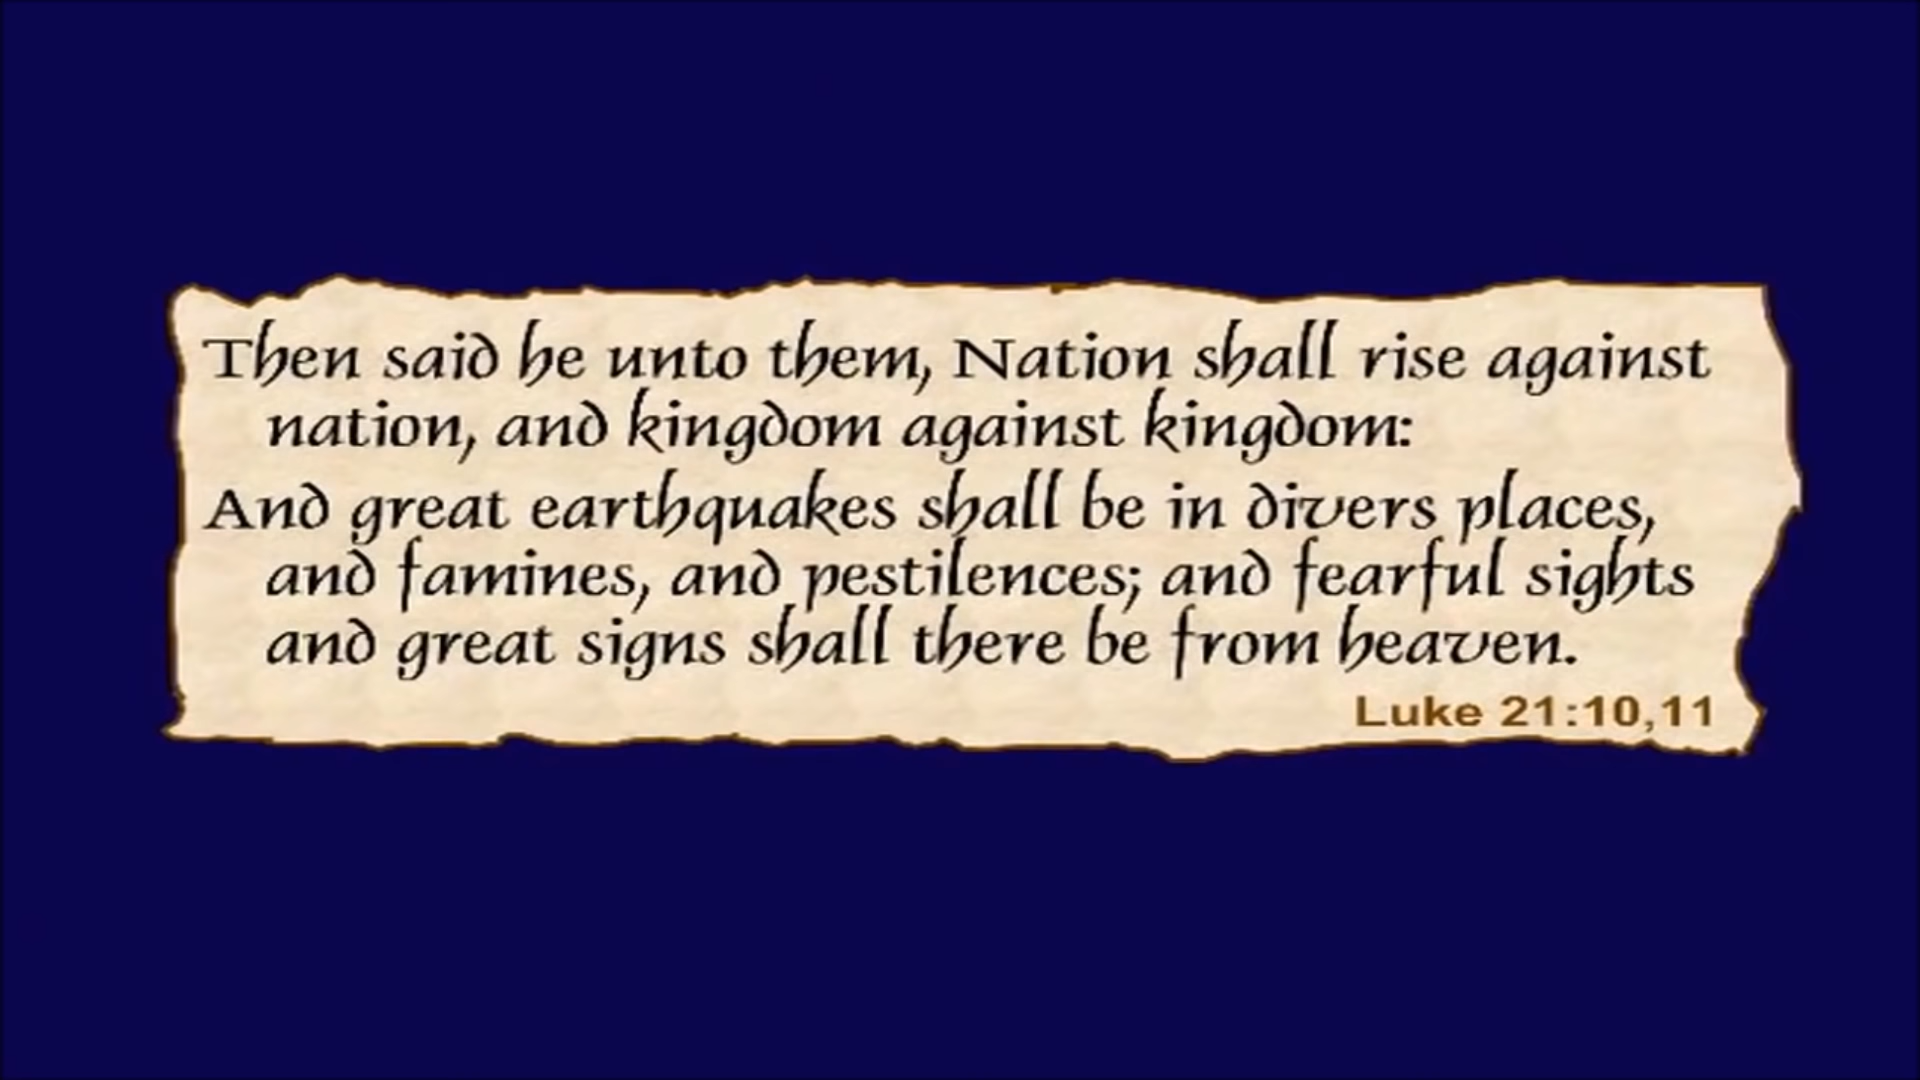 Then said he unto them, Nation shall rise against
nation, and kingdom against kingdom:
And great earthquakes shall be in divers places,
and famines, and pestilences; and fearful sights
and great signs shall there be from heaven.
Luke 21:10,11